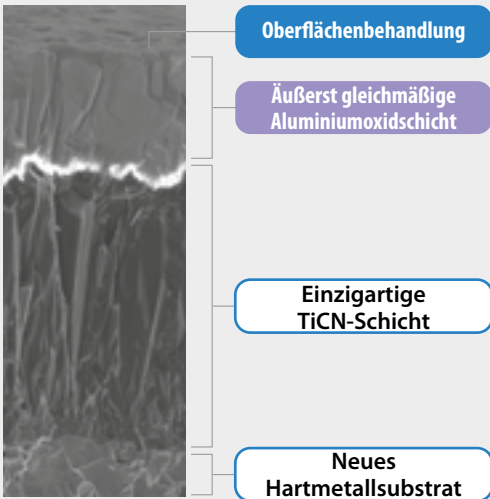 Oberflächenbehandlung
Äußerst gleichmäßige
Aluminiumoxidschicht
Einzigartige
TiCN-Schicht
Neues
Hartmetallsubstrat